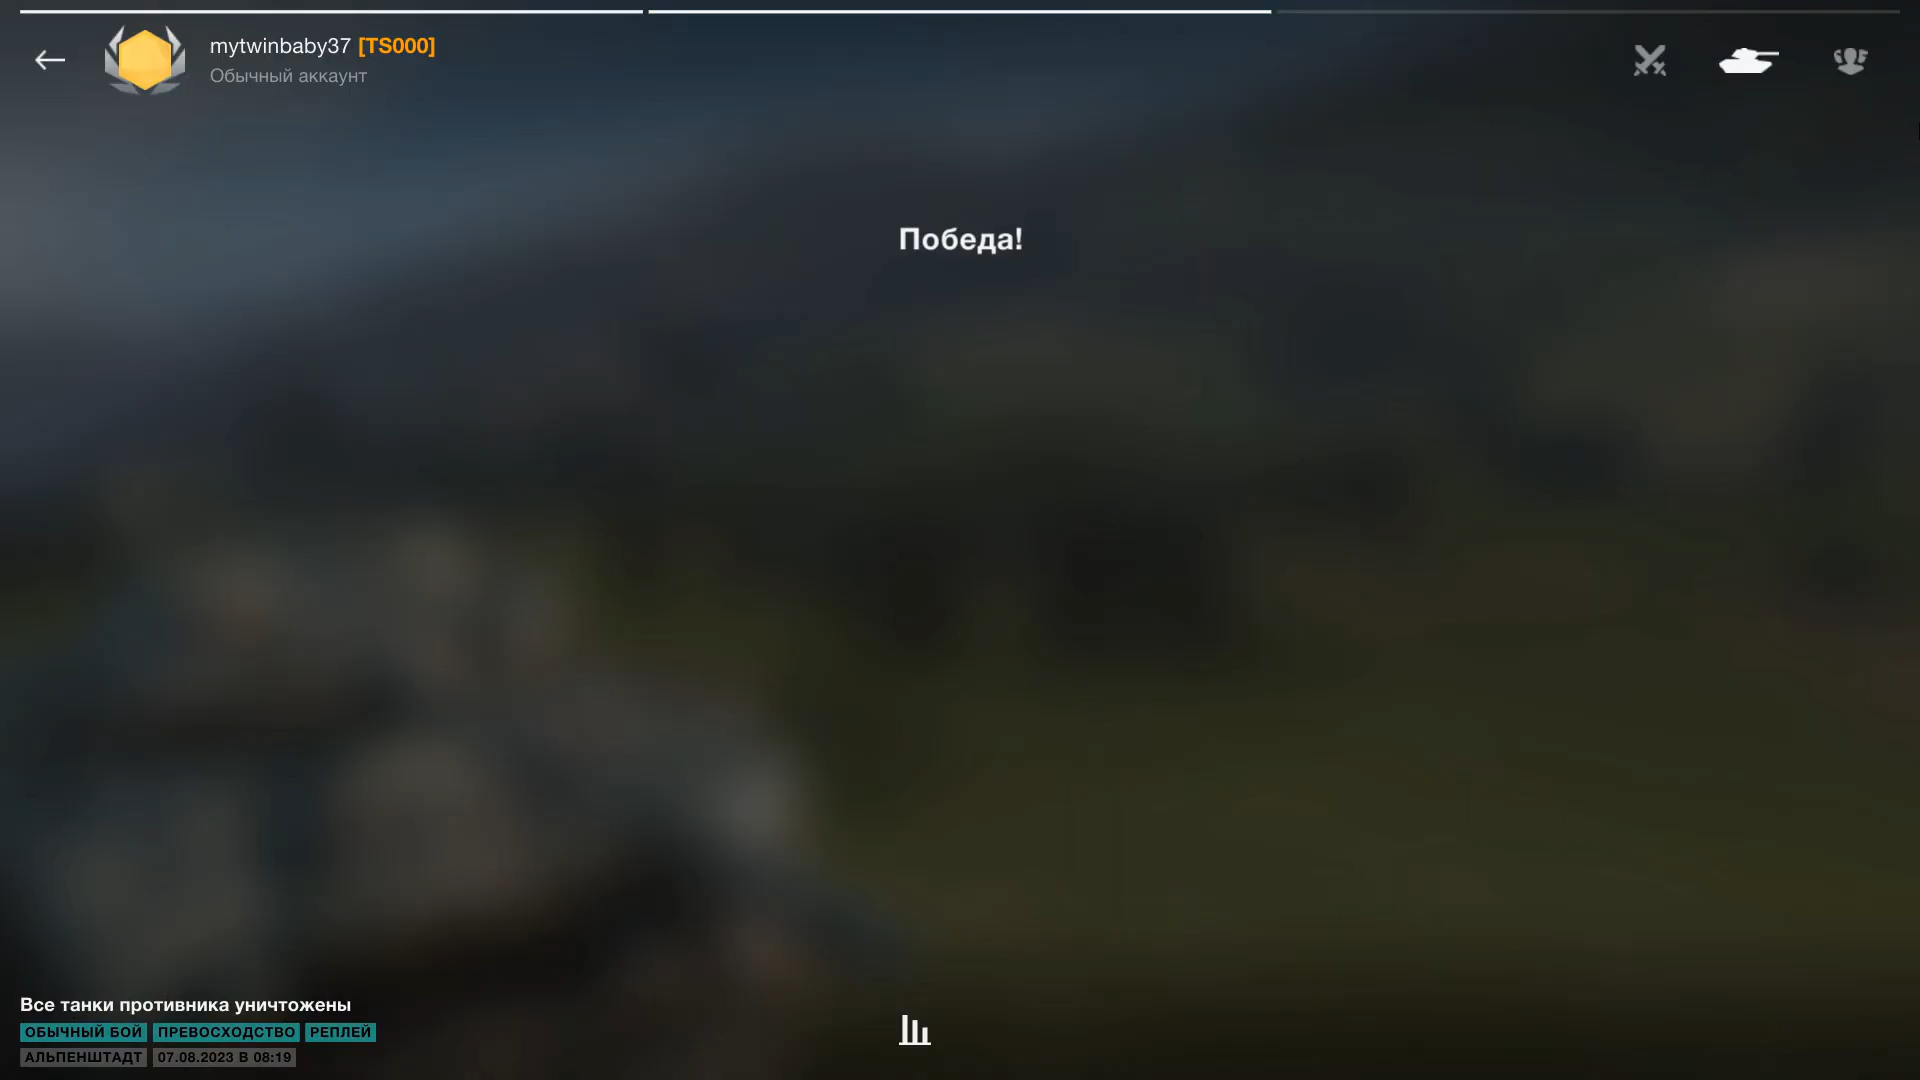 mytwinbaby37 [TS000]
Обычный аккаунт
Победа!
Все танки противника уничтожены
ОБЫЧНЫЙ БОЙ ПРЕВОСХОДСТВО РЕПЛЕЙ
АЛЬПЕНШТАДТ 07.08.2023 В 08:19